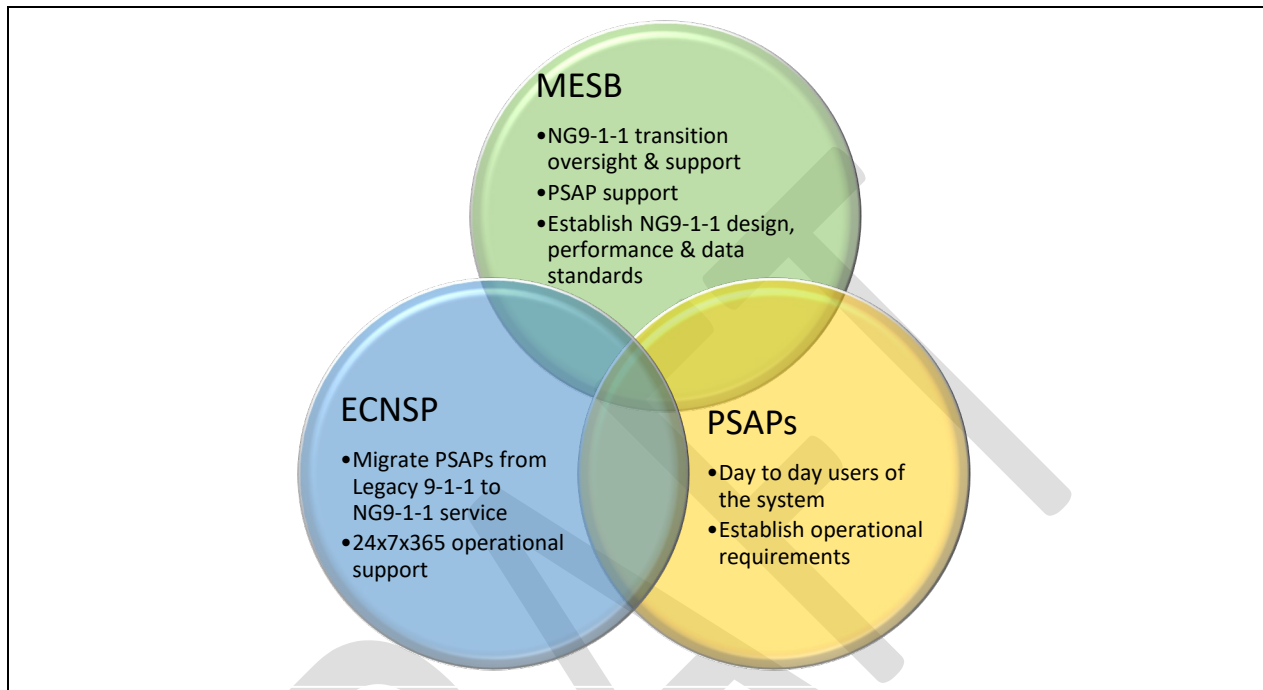 MESB
•NG9-1-1 transition
oversight & support
•PSAP support
•Establish NG9-1-1 design,
performance & data
standards
ECNSP
•Migrate PSAPs from
Legacy 9-1-1 to
NG9-1-1 service
•24x7x365 operational
support
PSAPs
•Day to day users of
the system
•Establish operational
requirements